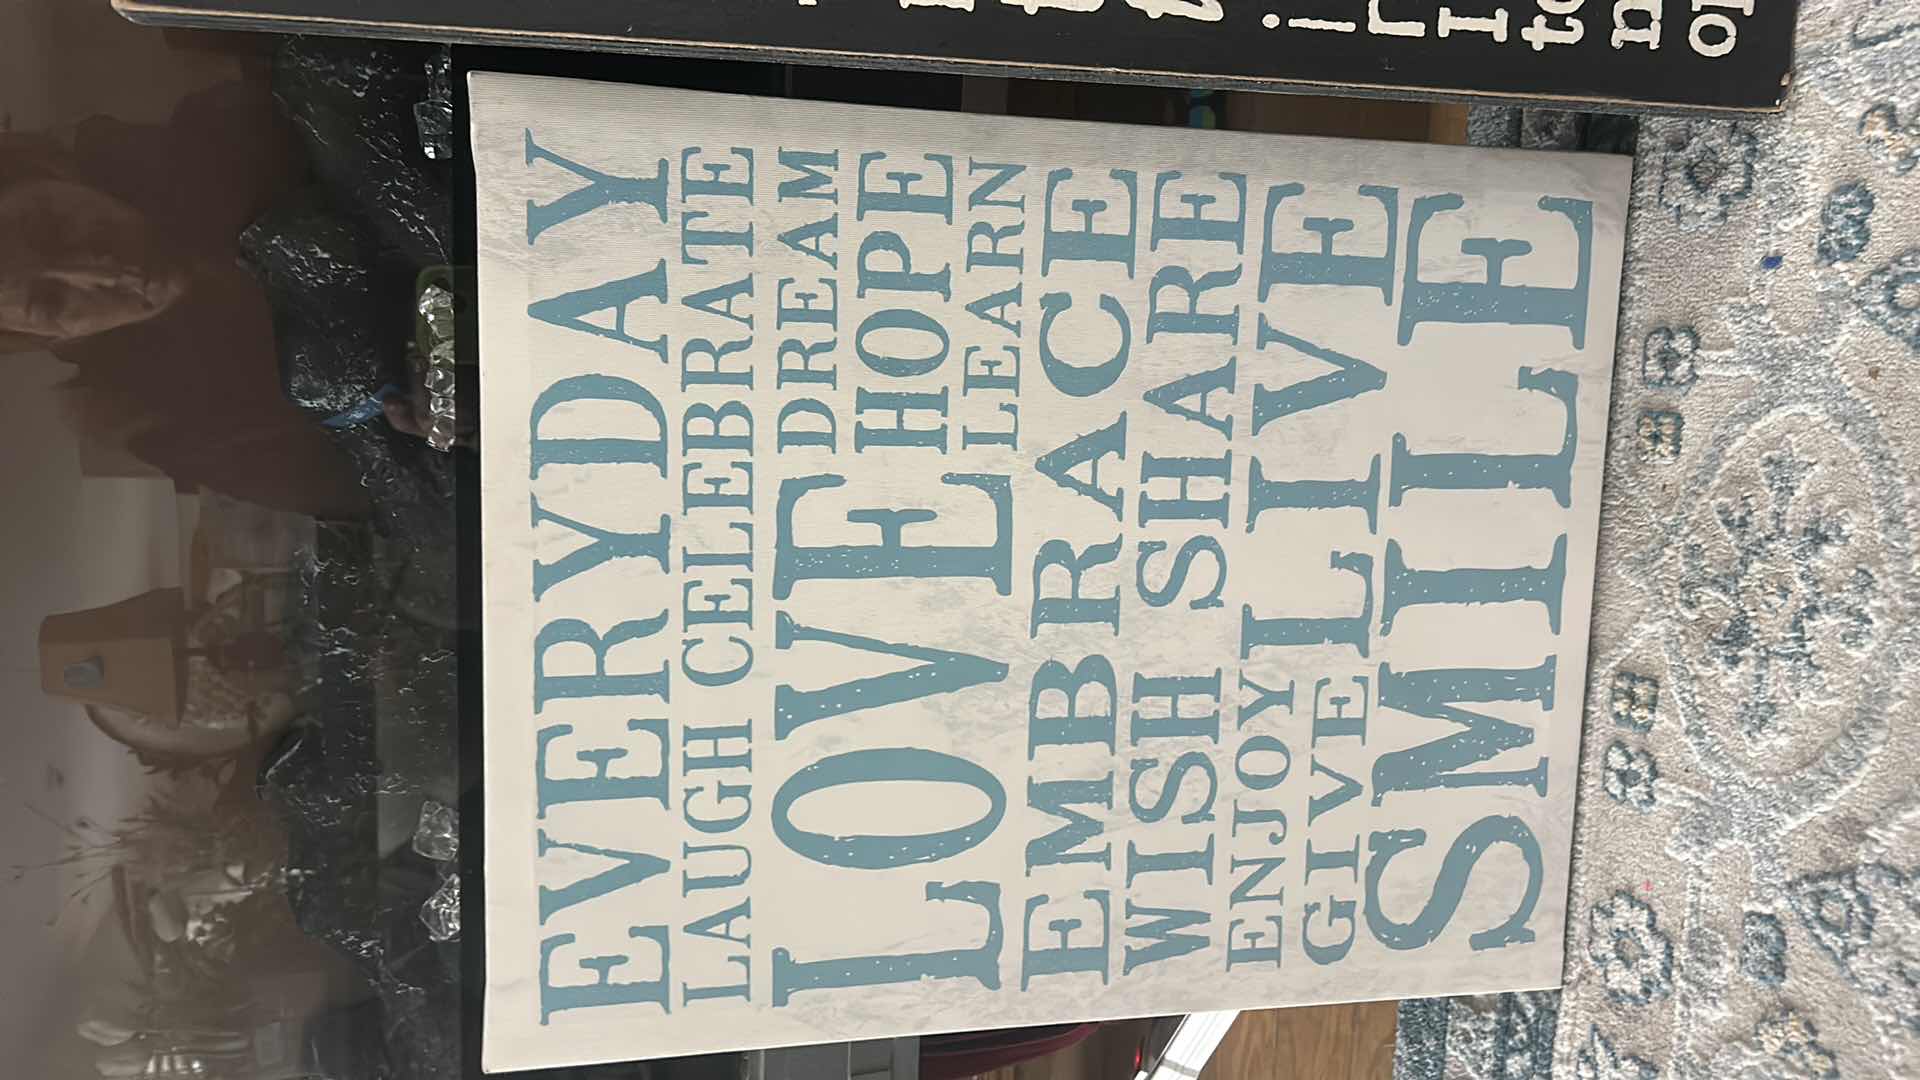 EVERYDAY
LAUGH CELEBRATE
LOVE
DREAM
HOPE
LEARN
EMBRACE
WISH SHARE
ENJOY
GIVE
LIVE
SMILE